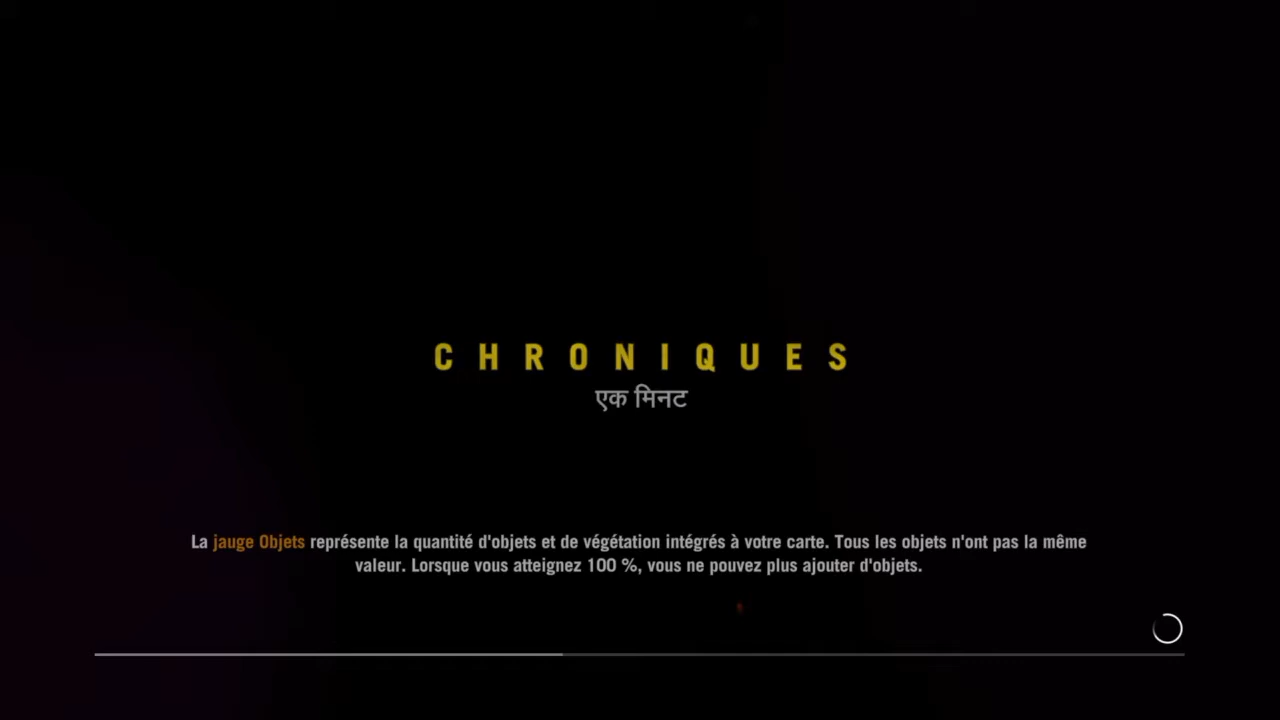 CHRONIQUES
एक मिनट
La jauge Objets représente la quantité d'objets et de végétation intégrés à votre carte. Tous les objets n'ont pas la même
valeur. Lorsque vous atteignez 100 %, vous ne pouvez plus ajouter d'objets.